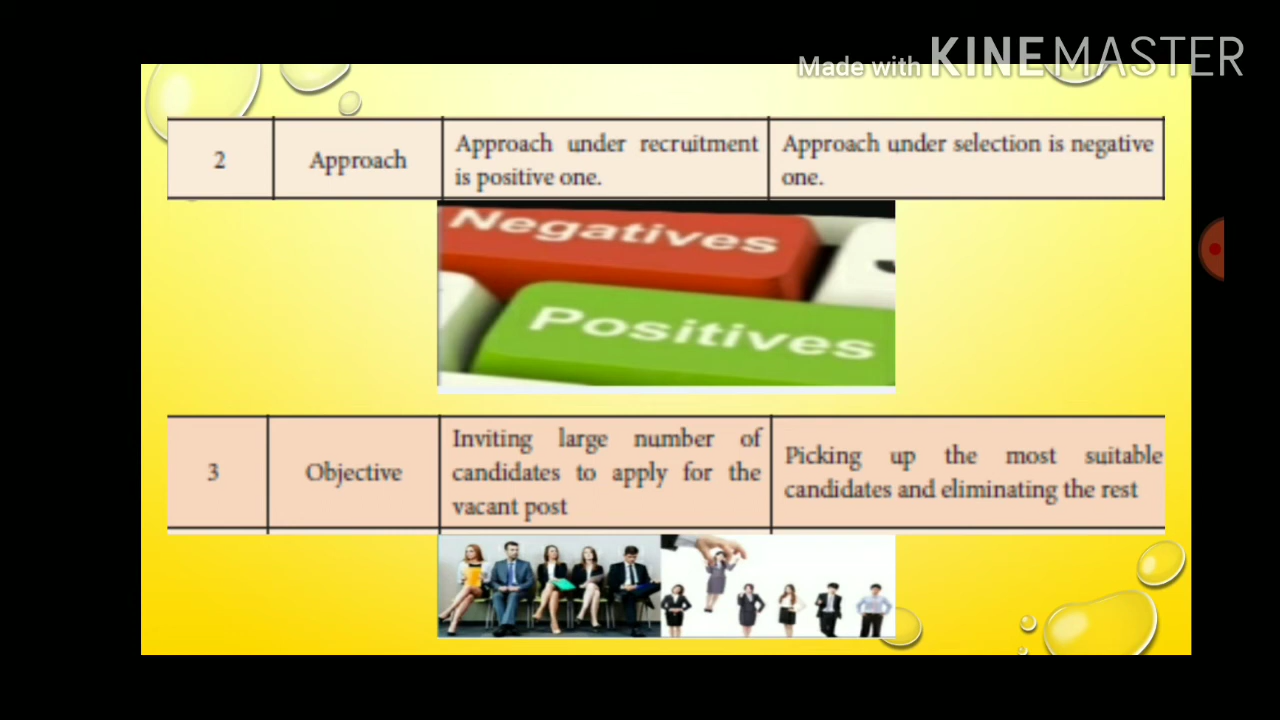 Made with KINEMASTER
2
Approach
Approach under recruitment
is positive one.
Approach under selection is negative
one.
Negatives
Positives
3
Objective
Inviting large number of
candidates to apply for the
vacant post
Picking up the most suitable
candidates and eliminating the rest